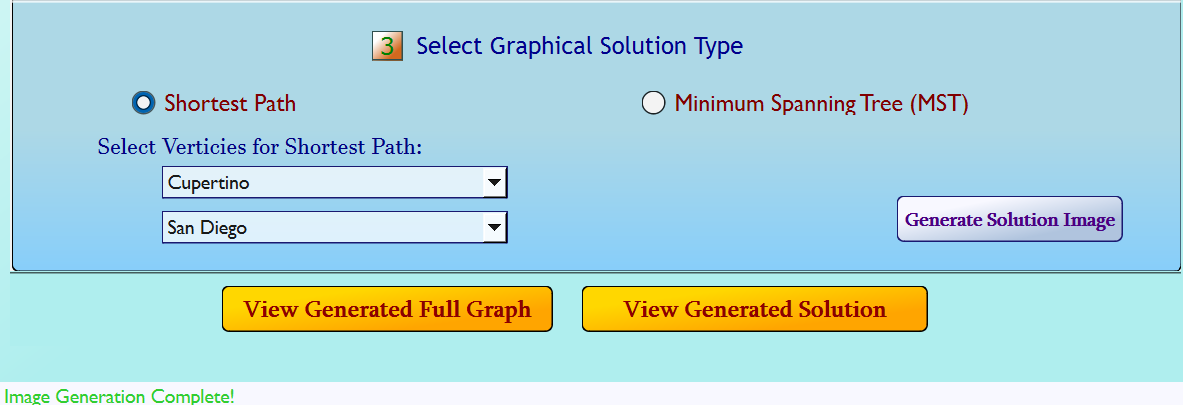 3 Select Graphical Solution Type
Shortest Path
Minimum Spanning Tree (MST)
Select Verticies for Shortest Path:
Cupertino
San Diego
Generate Solution Image
View Generated Full Graph
View Generated Solution
Image Generation Complete!